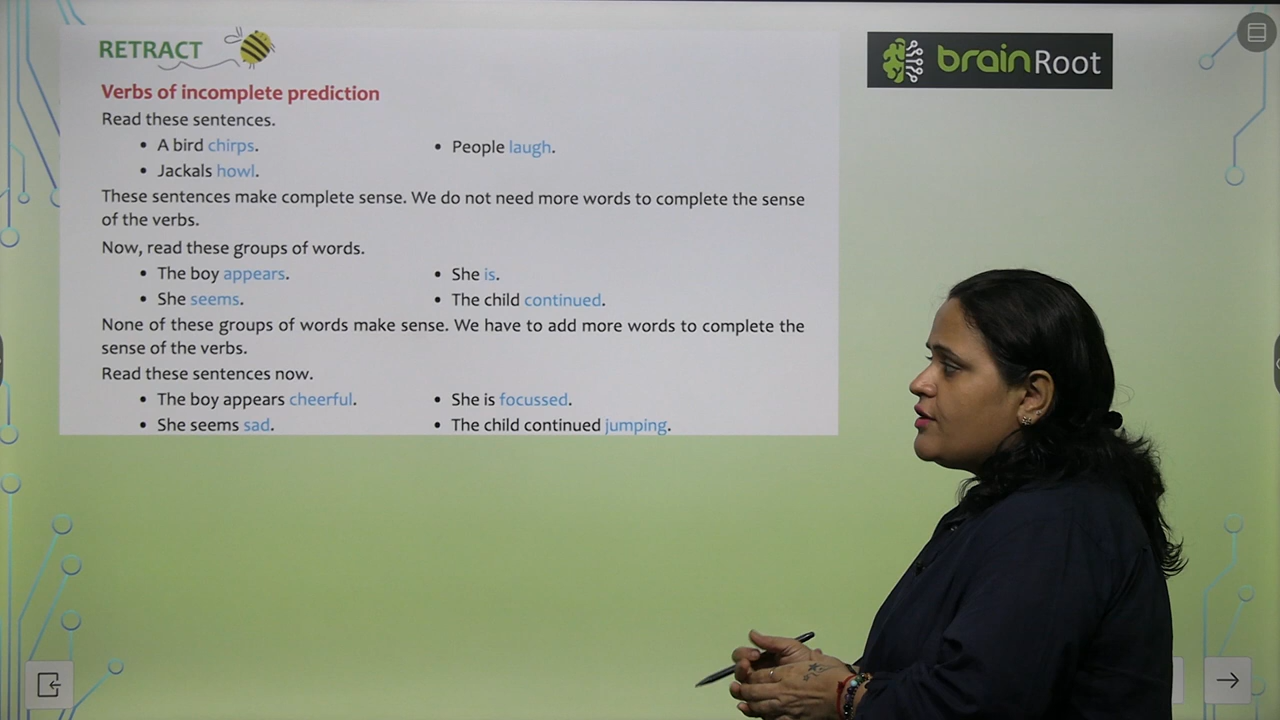 RETRACT
brainRoot
Verbs of incomplete prediction
Read these sentences.
• A bird chirps.
• People laugh.
• Jackals howl.
These sentences make complete sense. We do not need more words to complete the sense
of the verbs.
Now, read these groups of words.
• The boy appears.
• She is.
• She seems.
• The child continued.
None of these groups of words make sense. We have to add more words to complete the
sense of the verbs.
Read these sentences now.
• The boy appears cheerful.
• She is focussed.
• She seems sad.
• The child continued jumping.